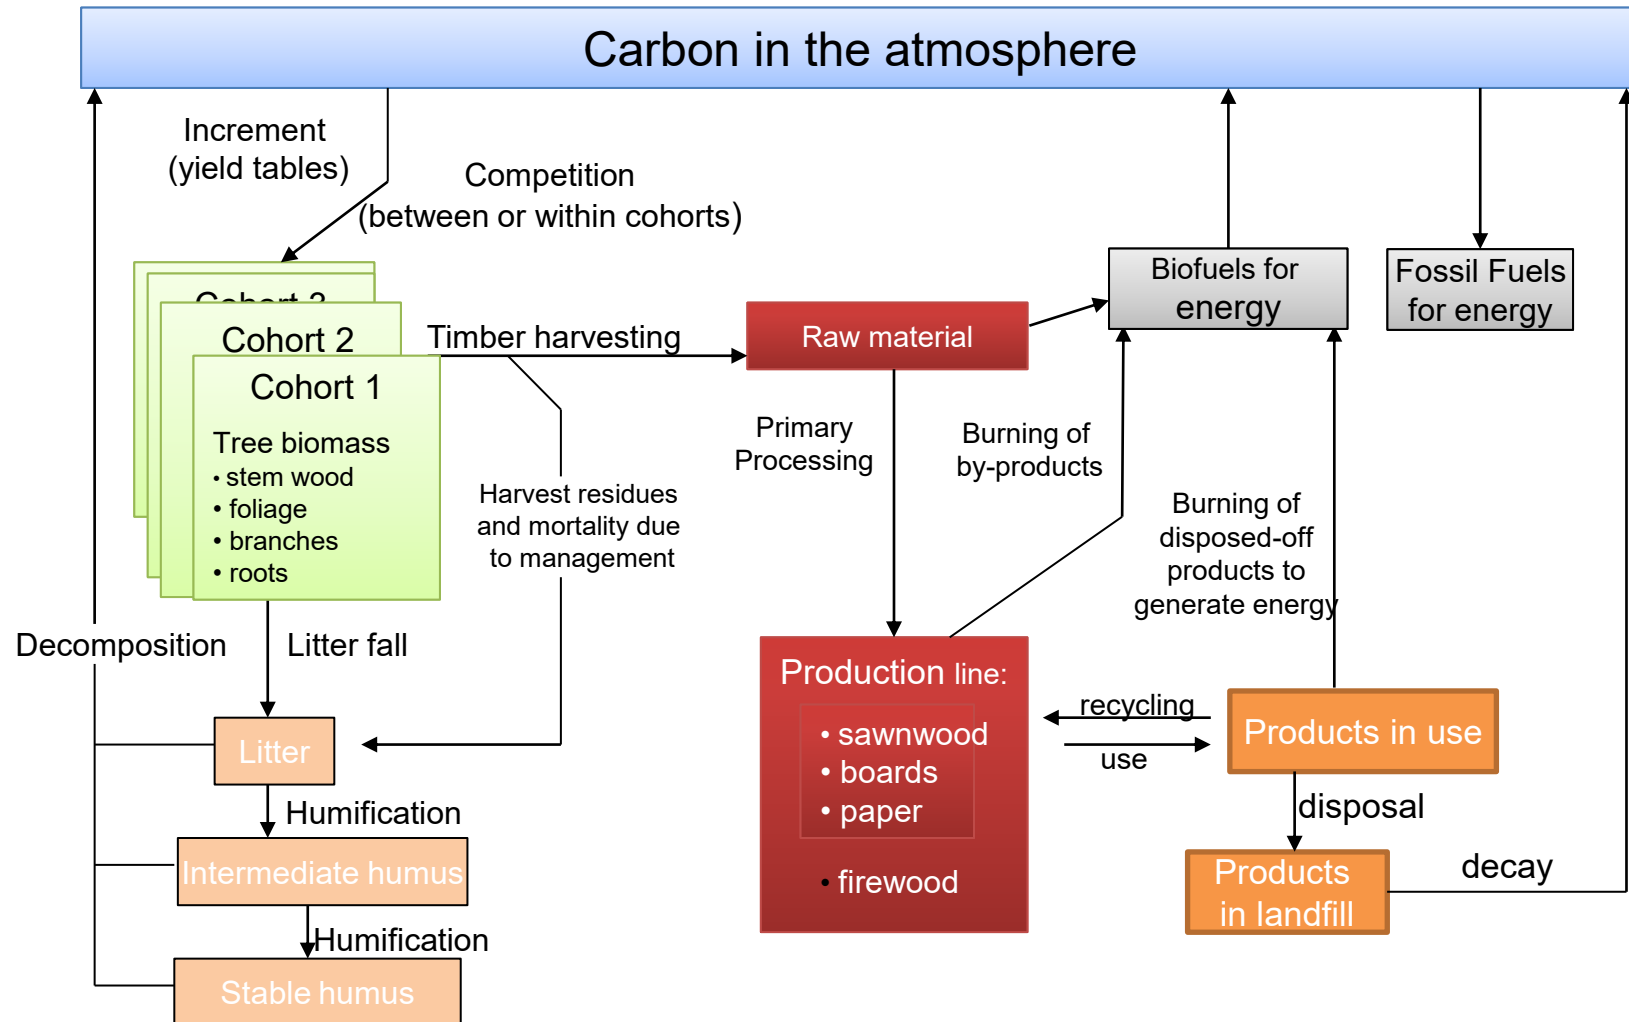 Carbon in the atmosphere
Increment
(yield tables)
Competition
(between or within cohorts)
Cohort 3
Cohort 2
Cohort 1
Tree biomass
• stem wood
• foliage
• branches
• roots
Timber harvesting
Raw material
Biofuels for
energy
Fossil Fuels
for energy
Primary
Processing
Burning of
by-products
Harvest residues
and mortality due
to management
Burning of
disposed-off
products to
generate energy
Decomposition
Litter fall
Litter
Humification
Intermediate humus
Humification
Stable humus
Production line:
• sawnwood
• boards
• paper
• firewood
recycling
use
Products in use
disposal
Products
in landfill
decay